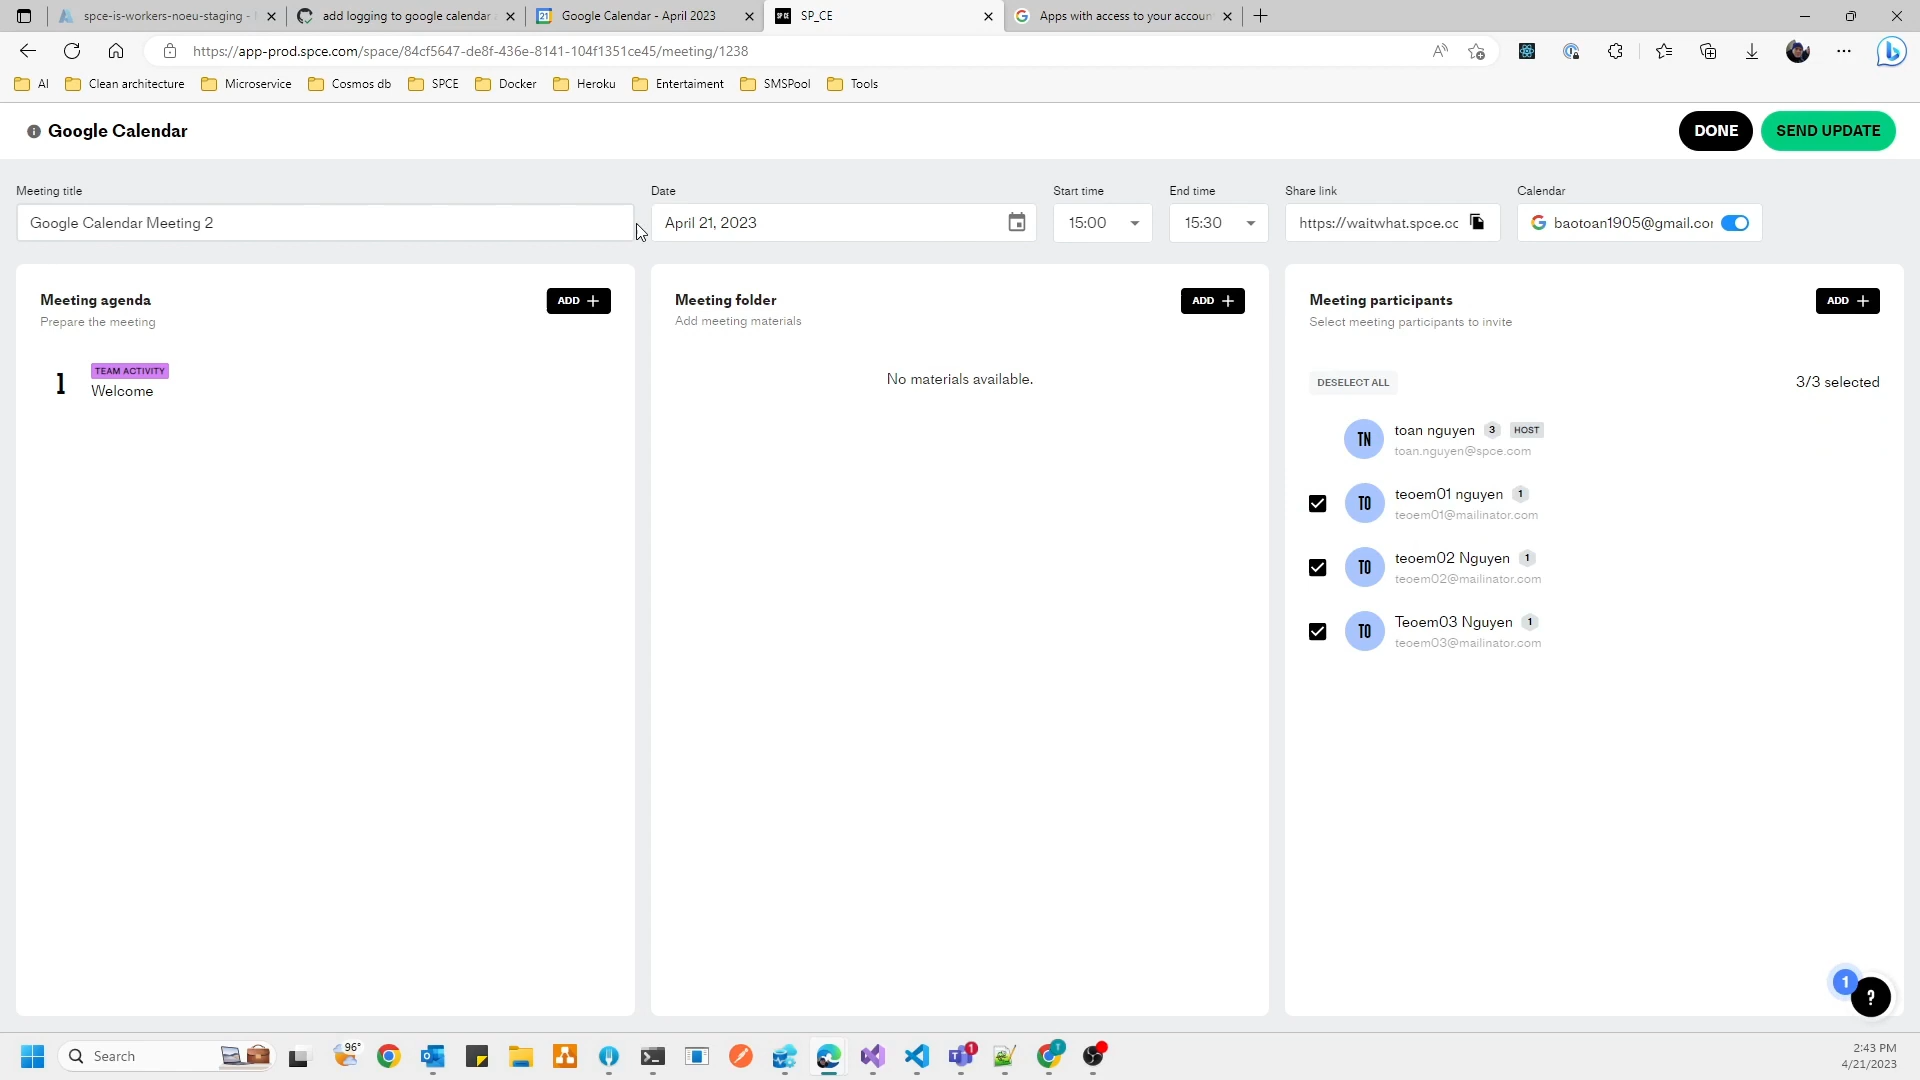 spce-is-workers-noeu-staging -
add logging to google calendar
Google Calendar - April 2023
SP_CE
Apps with access to your accoun
https://app-prod.spce.com/space/84cf5647-de8f-436e-8141-104f1351ce45/meeting/1238
AI
Clean architecture
Microservice
Cosmos db
SPCE
Docker
Heroku
Entertaiment
SMSPool
Tools
Google Calendar
DONE
SEND UPDATE
Meeting title
Date
Start time
End time
Share link
Calendar
Google Calendar Meeting 2
April 21, 2023
15:00
15:30
https://waitwhat.spce.cc
baotoan1905@gmail.cor
Meeting agenda
ADD +
Prepare the meeting
1
TEAM ACTIVITY
Welcome
Meeting folder
ADD +
Add meeting materials
No materials available.
Meeting participants
ADD +
Select meeting participants to invite
DESELECT ALL
3/3 selected
TN
toan nguyen 3 HOST
toan.nguyen@spce.com
TO
teoem01 nguyen 1
teoem01@mailinator.com
TO
teoem02 Nguyen 1
teoem02@mailinator.com
TO
Teoem03 Nguyen 1
teoem03@mailinator.com
1
?
Search
96°
1
T
2:43 PM
4/21/2023